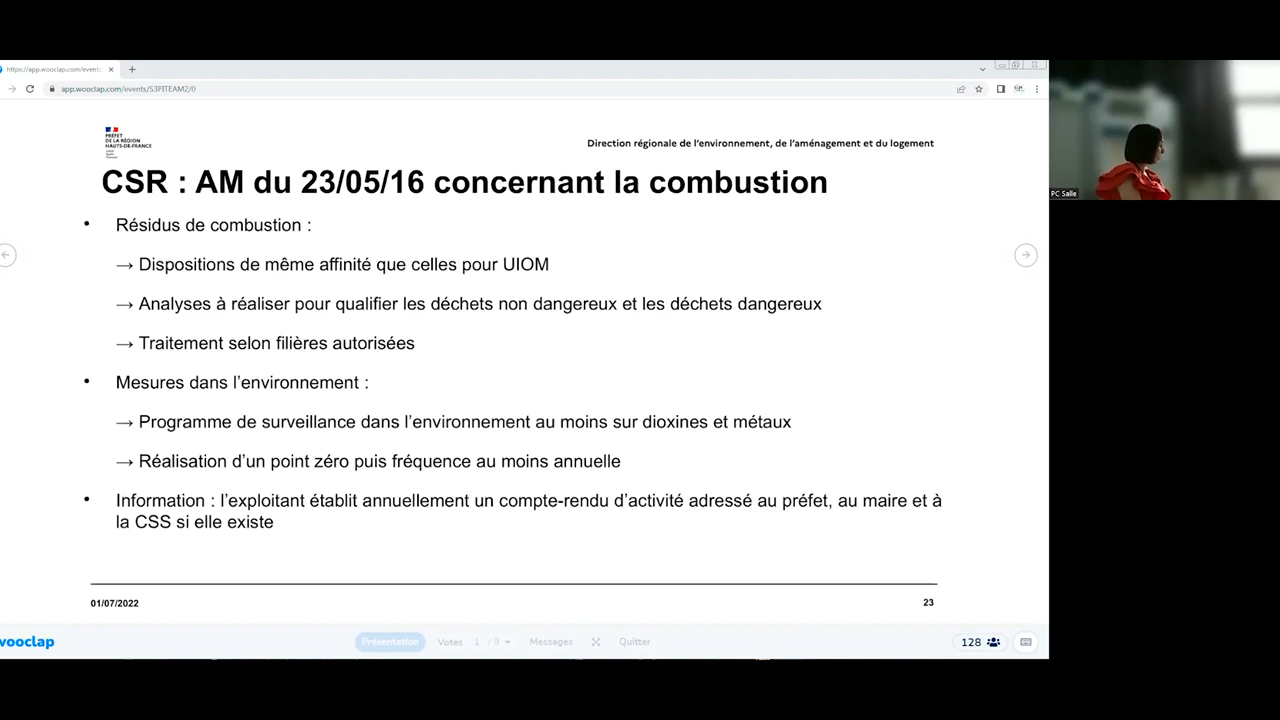 https://app.wooclap.com/events
app.wooclap.com/events/S3PITEAM2/0
PRÉFET
DE LA RÉGION
HAUTS-DE-FRANCE
Direction régionale de l'environnement, de l'aménagement et du logement
CSR : AM du 23/05/16 concernant la combustion
• Résidus de combustion :
→ Dispositions de même affinité que celles pour UIOM
→ Analyses à réaliser pour qualifier les déchets non dangereux et les déchets dangereux
→ Traitement selon filières autorisées
• Mesures dans l'environnement :
→ Programme de surveillance dans l'environnement au moins sur dioxines et métaux
→ Réalisation d'un point zéro puis fréquence au moins annuelle
• Information : l'exploitant établit annuellement un compte-rendu d'activité adressé au préfet, au maire et à
la CSS si elle existe
01/07/2022
23
wooclap
Présentation
Votes
1 / 9
Messages
Quitter
128
PC Salle